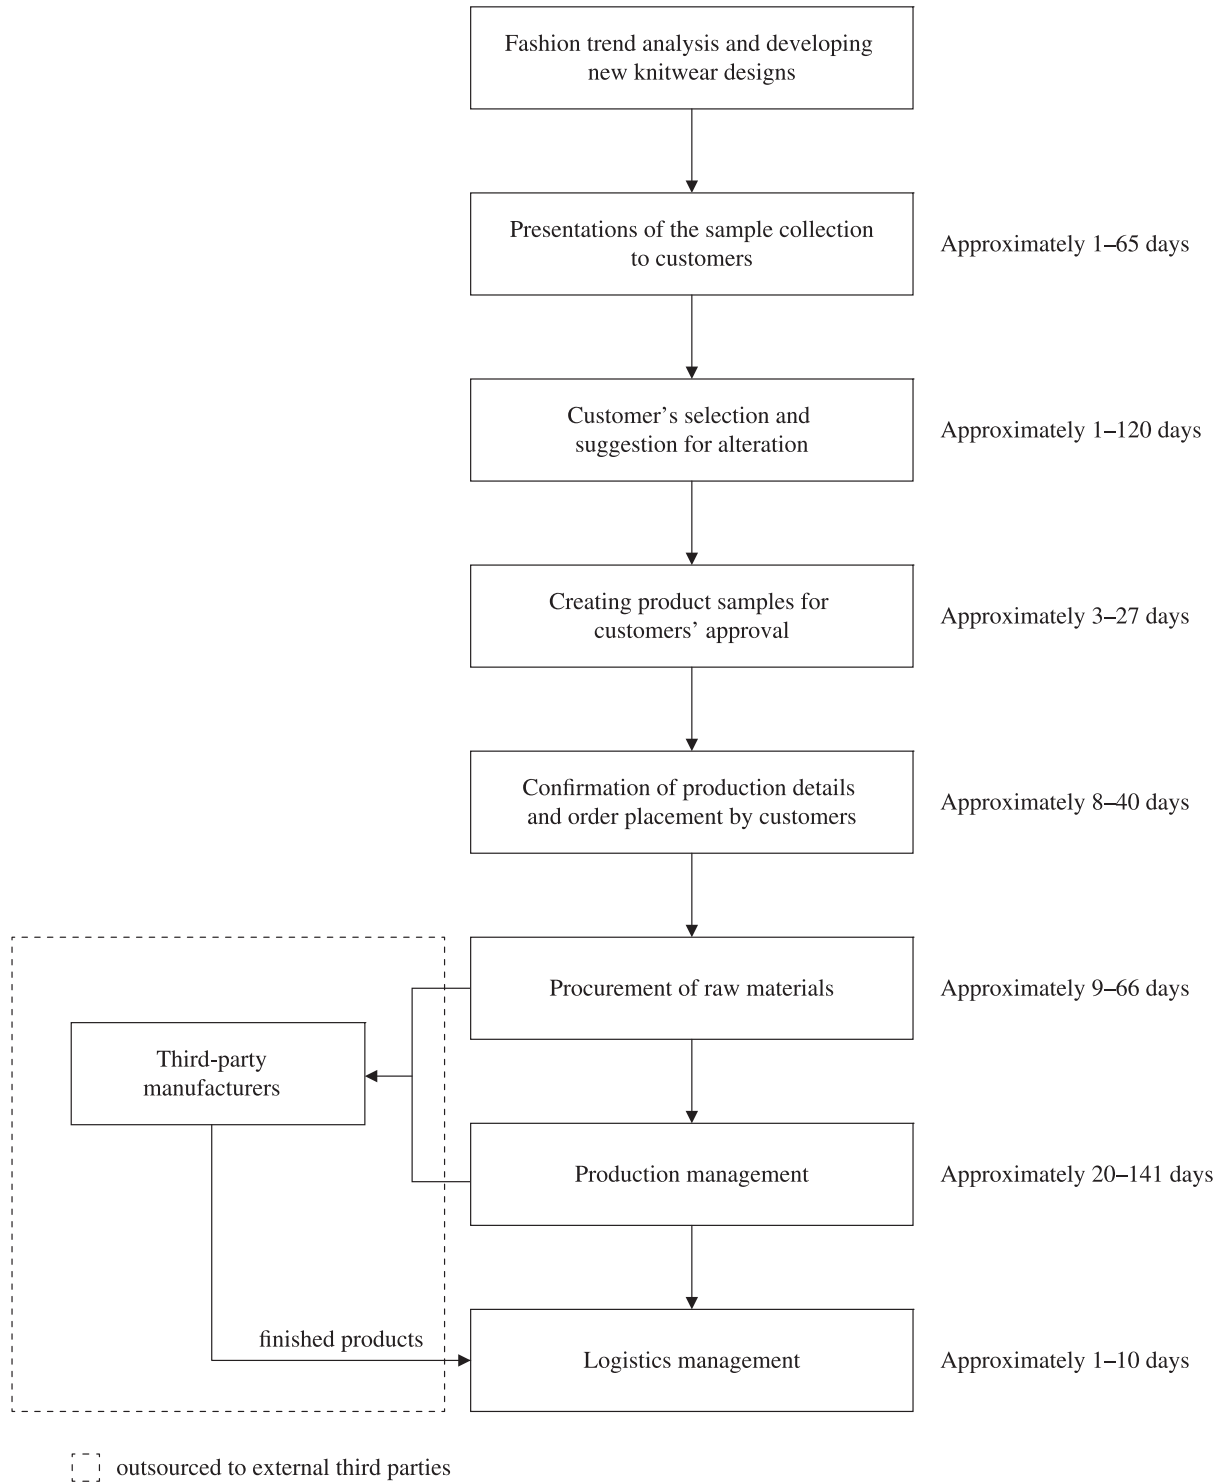 Fashion trend analysis and developing
new knitwear designs
Presentations of the sample collection
to customers
Approximately 1–65 days
Customer’s selection and
suggestion for alteration
Approximately 1–120 days
Creating product samples for
customers’ approval
Approximately 3–27 days
Confirmation of production details
and order placement by customers
Approximately 8–40 days
Procurement of raw materials
Approximately 9–66 days
Third-party
manufacturers
Production management
Approximately 20–141 days
finished products
Logistics management
Approximately 1–10 days
outsourced to external third parties